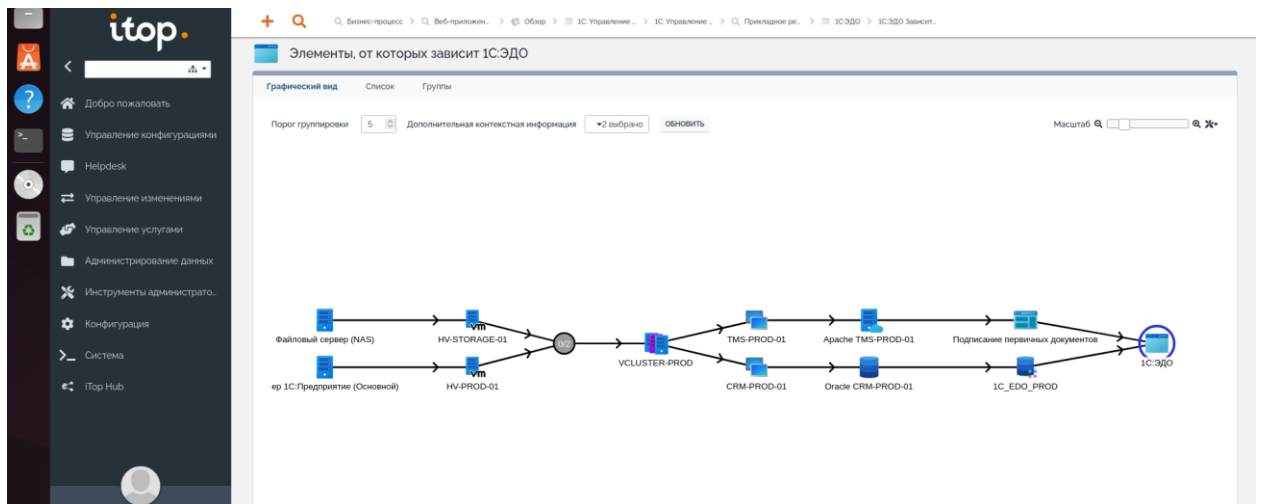 itop.
Бизнес-процесс > Веб-приложен.. > Обзор > 1С: Управление .. > 1С: Управление .. > Прикладное ре.. > 1С:ЭДО > 1С:ЭДО Зависит..
Элементы, от которых зависит 1С:ЭДО
Графический вид Список Группы
Порог группировки 5 Дополнительная контекстная информация 2 выбрано ОБНОВИТЬ Масштаб
Добро пожаловать
Управление конфигурациями
Helpdesk
Управление изменениями
Управление услугами
Администрирование данных
Инструменты администрато..
Конфигурация
Система
iTop Hub
vm
Файловый сервер (NAS) HV-STORAGE-01 0/2 TMS-PROD-01 Apache TMS-PROD-01 Подписание первичных документов
VCLUSTER-PROD 1С:ЭДО
vm
ер 1С:Предприятие (Основной) HV-PROD-01 CRM-PROD-01 Oracle CRM-PROD-01 1C_EDO_PROD